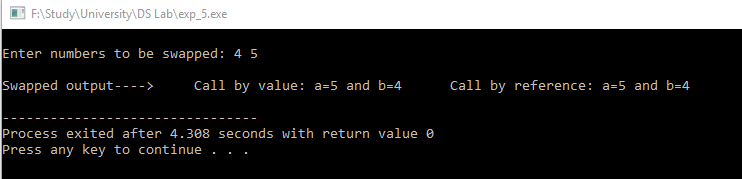 F:\Study\University\DS Lab\exp_5.exe
Enter numbers to be swapped: 4 5
Swapped output---->     Call by value: a=5 and b=4      Call by reference: a=5 and b=4
--------------------------------
Process exited after 4.308 seconds with return value 0
Press any key to continue . . .